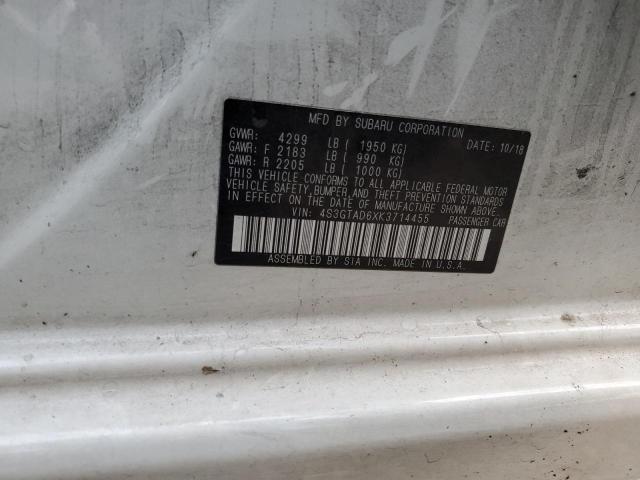 MFD BY SUBARU CORPORATION
GVWR: 4299 LB ( 1950 KG) DATE: 10/18
GAWR: F 2183 LB ( 990 KG)
GAWR: R 2205 LB ( 1000 KG)
THIS VEHICLE CONFORMS TO ALL APPLICABLE FEDERAL MOTOR
VEHICLE SAFETY, BUMPER, AND THEFT PREVENTION STANDARDS
IN EFFECT ON THE DATE OF MANUFACTURE SHOWN ABOVE.
VIN: 4S3GTAD6XK3714455 PASSENGER CAR
ASSEMBLED BY SIA INC. MADE IN U.S.A.